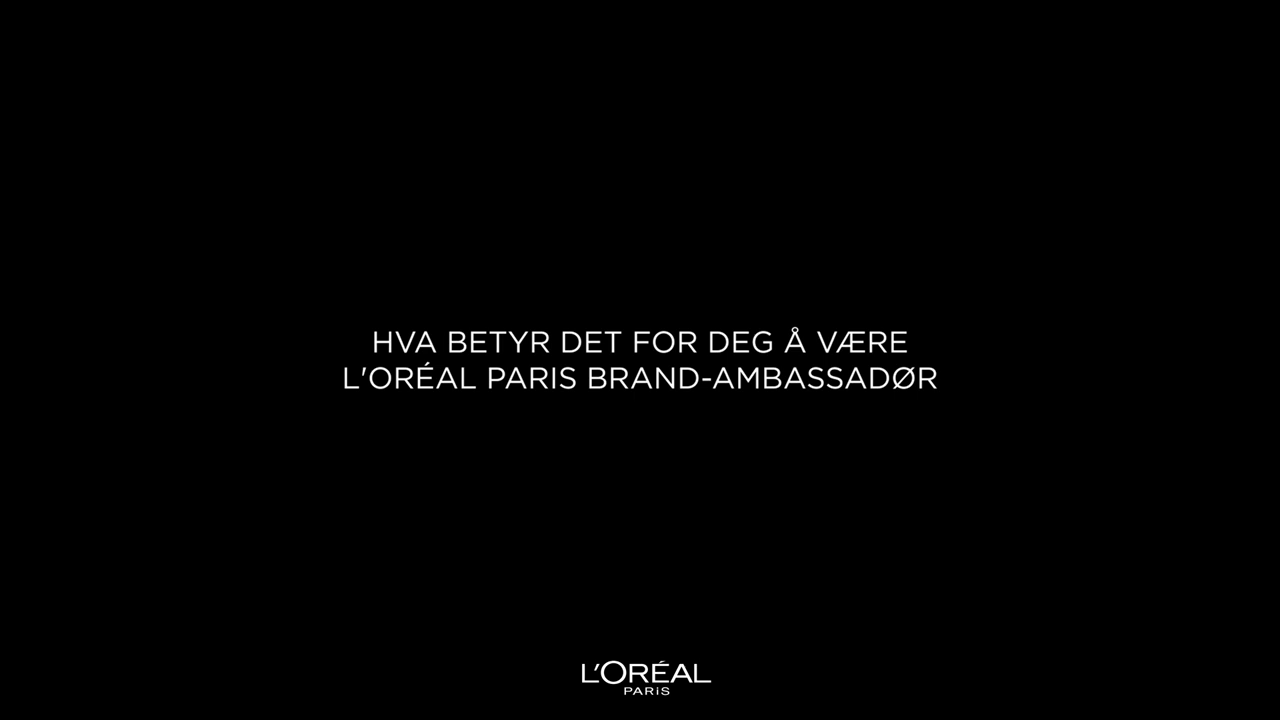 HVA BETYR DET FOR DEG Å VÆRE
L'ORÉAL PARIS BRAND-AMBASSADØR
L'ORÉAL
PARIS